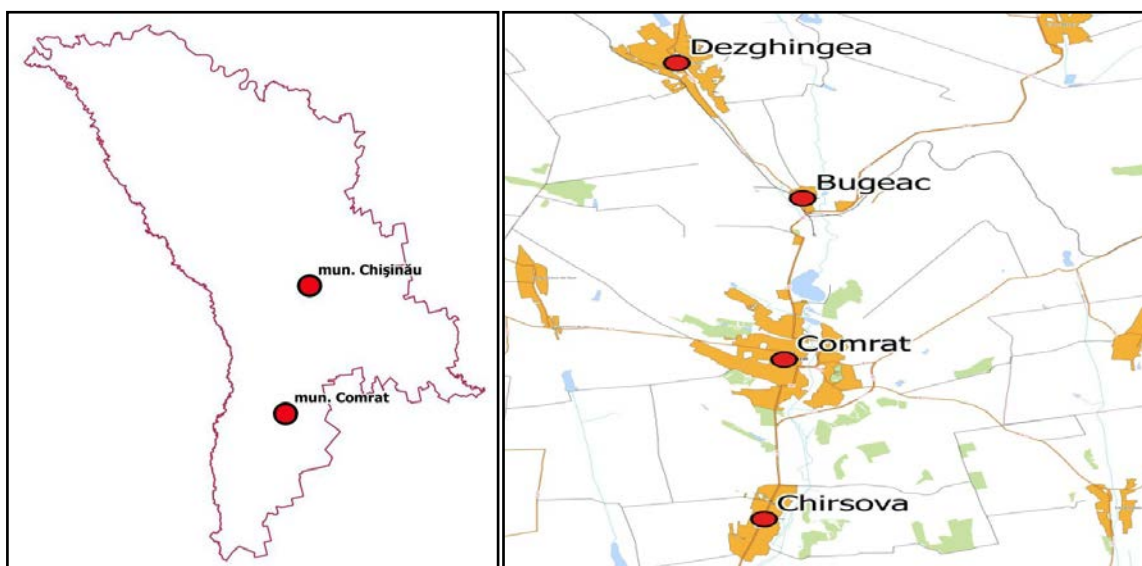 mun. Chişinău
mun. Comrat
Dezghingea
Bugeac
Comrat
Chirsova